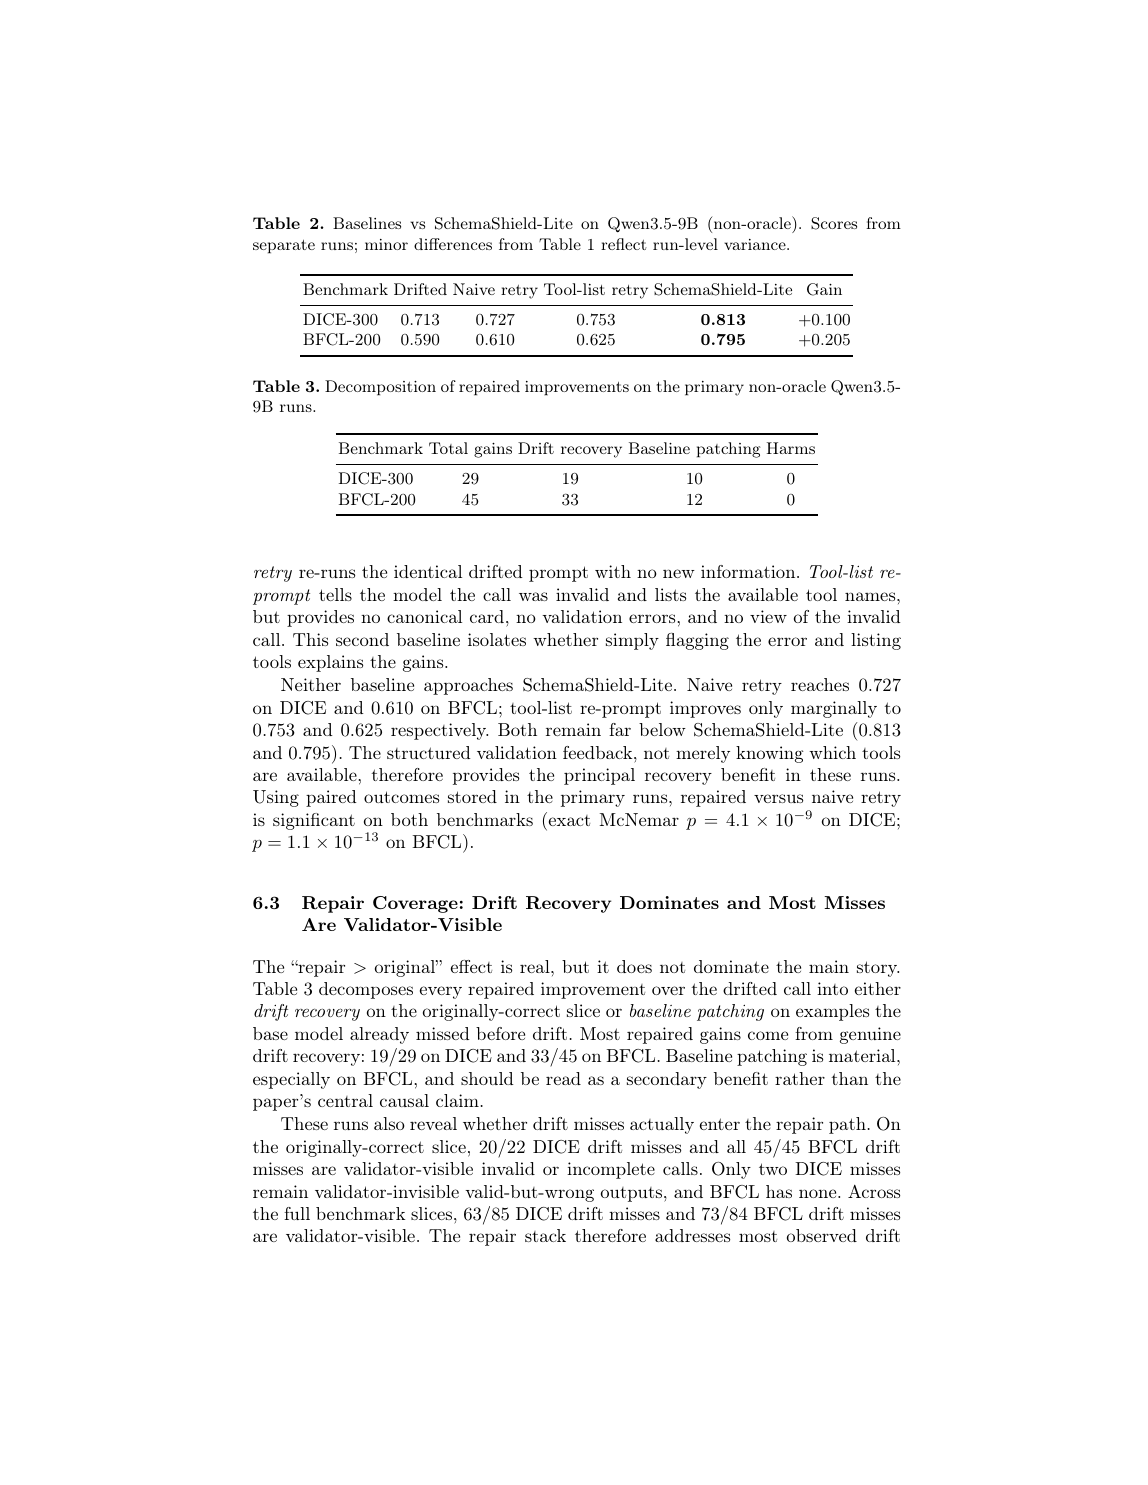 Table 2. Baselines vs SchemaShield-Lite on Qwen3.5-9B (non-oracle). Scores from
separate runs; minor differences from Table 1 reflect run-level variance.
Benchmark Drifted Naive retry Tool-list retry SchemaShield-Lite Gain
DICE-300 0.713 0.727 0.753 0.813 +0.100
BFCL-200 0.590 0.610 0.625 0.795 +0.205
Table 3. Decomposition of repaired improvements on the primary non-oracle Qwen3.5-
9B runs.
Benchmark Total gains Drift recovery Baseline patching Harms
DICE-300 29 19 10 0
BFCL-200 45 33 12 0
retry re-runs the identical drifted prompt with no new information. Tool-list re-
prompt tells the model the call was invalid and lists the available tool names,
but provides no canonical card, no validation errors, and no view of the invalid
call. This second baseline isolates whether simply flagging the error and listing
tools explains the gains.
Neither baseline approaches SchemaShield-Lite. Naive retry reaches 0.727
on DICE and 0.610 on BFCL; tool-list re-prompt improves only marginally to
0.753 and 0.625 respectively. Both remain far below SchemaShield-Lite (0.813
and 0.795). The structured validation feedback, not merely knowing which tools
are available, therefore provides the principal recovery benefit in these runs.
Using paired outcomes stored in the primary runs, repaired versus naive retry
is significant on both benchmarks (exact McNemar p = 4.1 × 10⁻⁹ on DICE;
p = 1.1 × 10⁻¹³ on BFCL).
6.3 Repair Coverage: Drift Recovery Dominates and Most Misses
Are Validator-Visible
The “repair > original” effect is real, but it does not dominate the main story.
Table 3 decomposes every repaired improvement over the drifted call into either
drift recovery on the originally-correct slice or baseline patching on examples the
base model already missed before drift. Most repaired gains come from genuine
drift recovery: 19/29 on DICE and 33/45 on BFCL. Baseline patching is material,
especially on BFCL, and should be read as a secondary benefit rather than the
paper’s central causal claim.
These runs also reveal whether drift misses actually enter the repair path. On
the originally-correct slice, 20/22 DICE drift misses and all 45/45 BFCL drift
misses are validator-visible invalid or incomplete calls. Only two DICE misses
remain validator-invisible valid-but-wrong outputs, and BFCL has none. Across
the full benchmark slices, 63/85 DICE drift misses and 73/84 BFCL drift misses
are validator-visible. The repair stack therefore addresses most observed drift